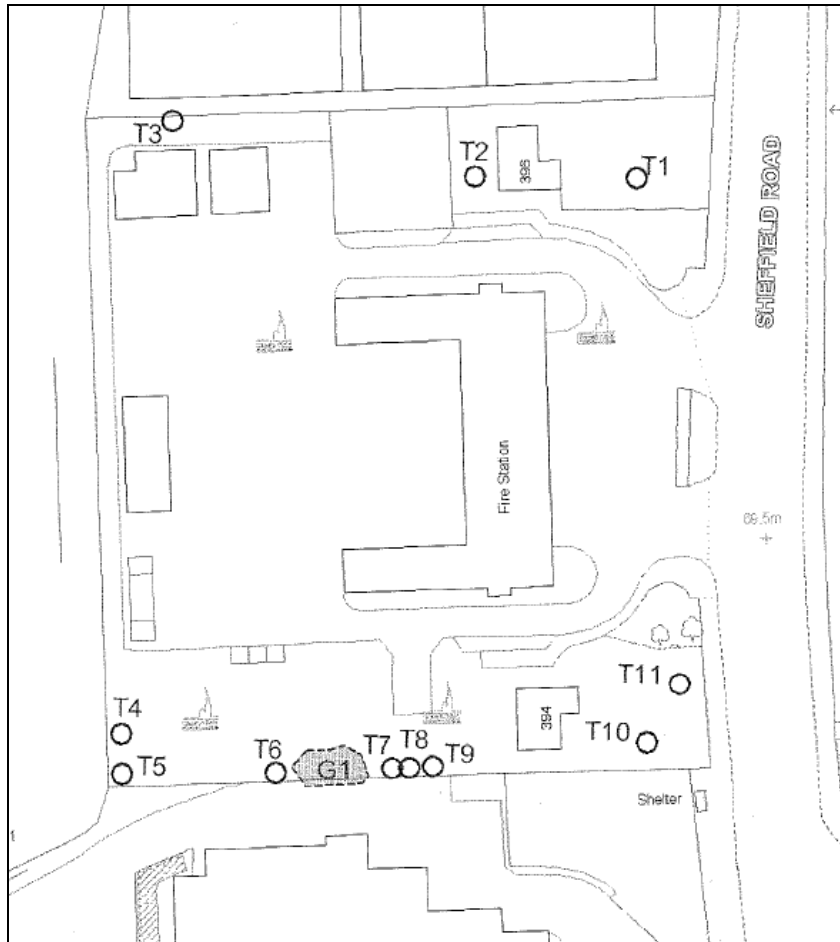 T3
T2
396
T1
SHEFFIELD ROAD
Fire Station
69.5m
T4
T5
T6
G1
T7
T8
T9
394
T10
T11
Shelter